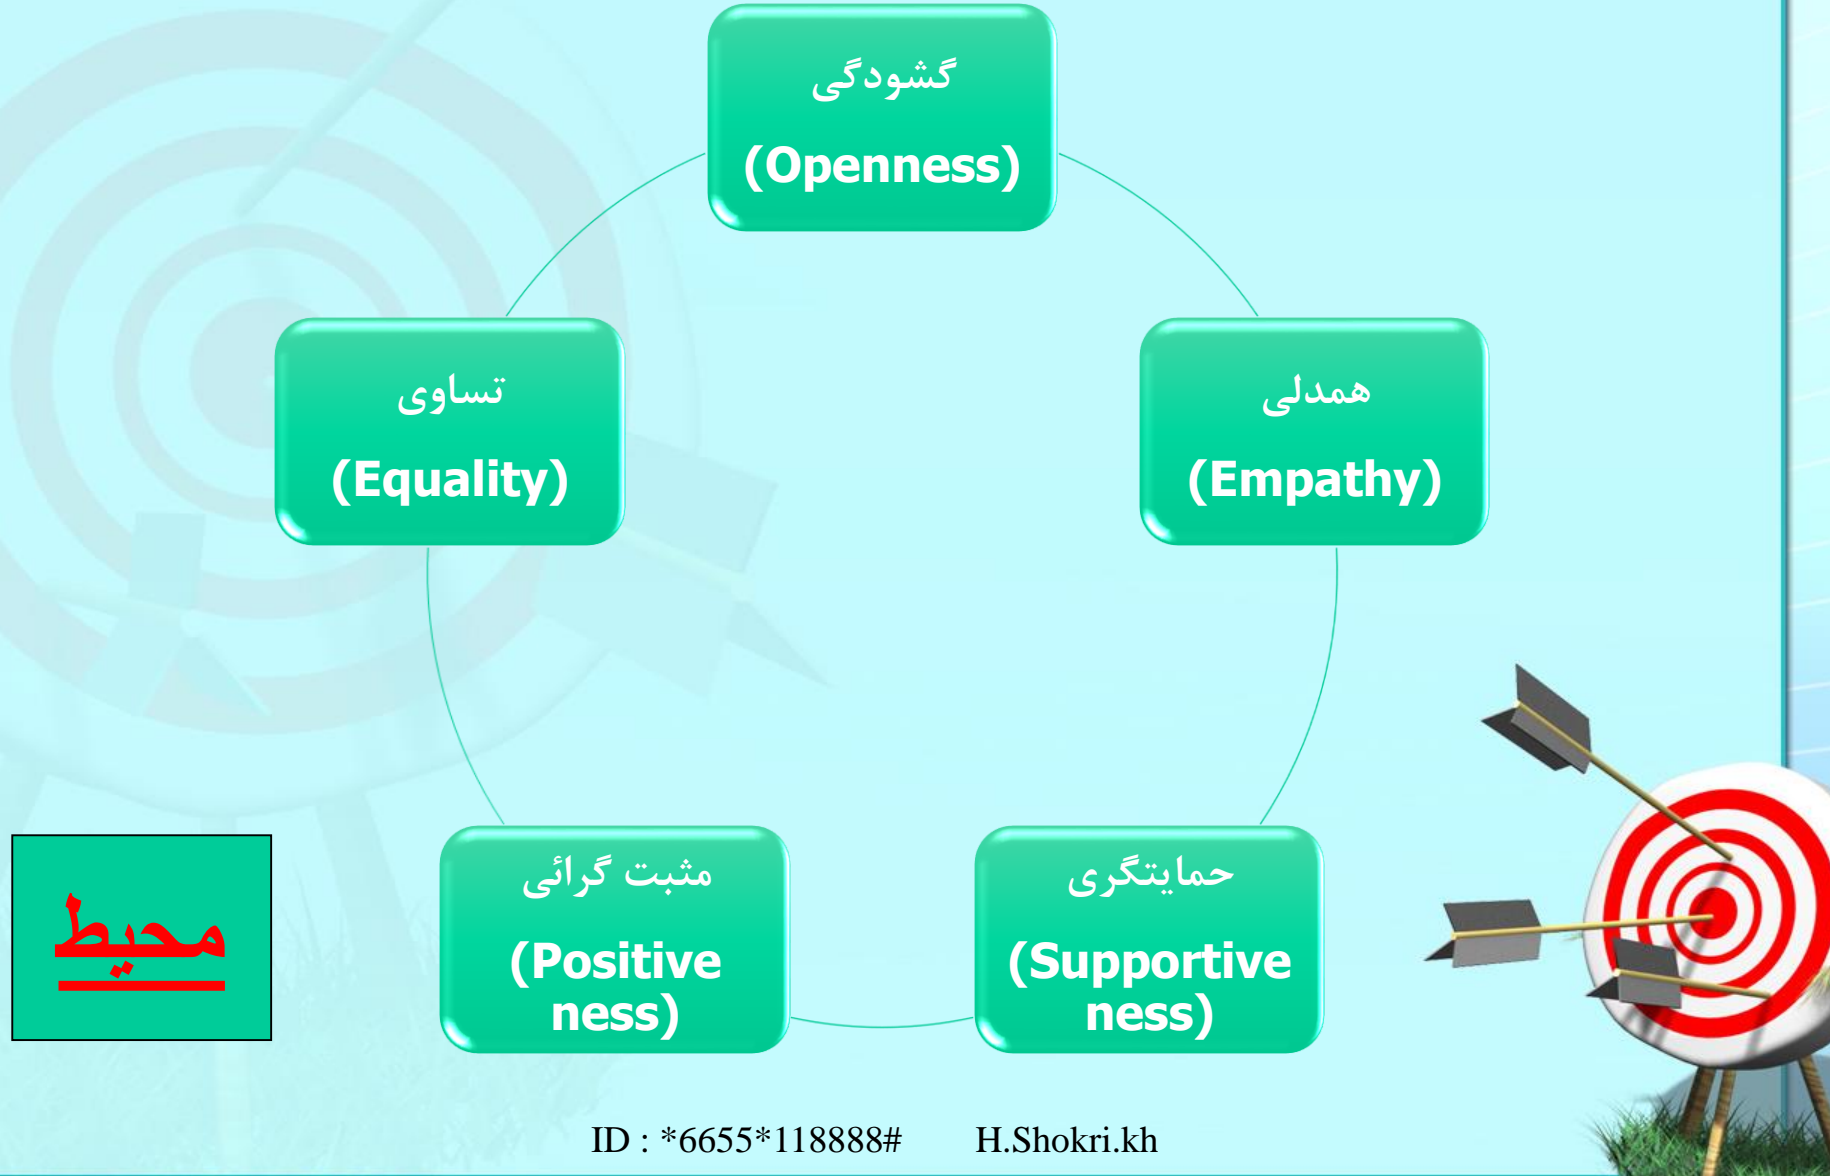 گشودگی
(Openness)
همدلی
(Empathy)
حمایتگری
(Supportive
ness)
مثبت گرائی
(Positive
ness)
تساوی
(Equality)
محیط
ID : *6655*118888# H.Shokri.kh